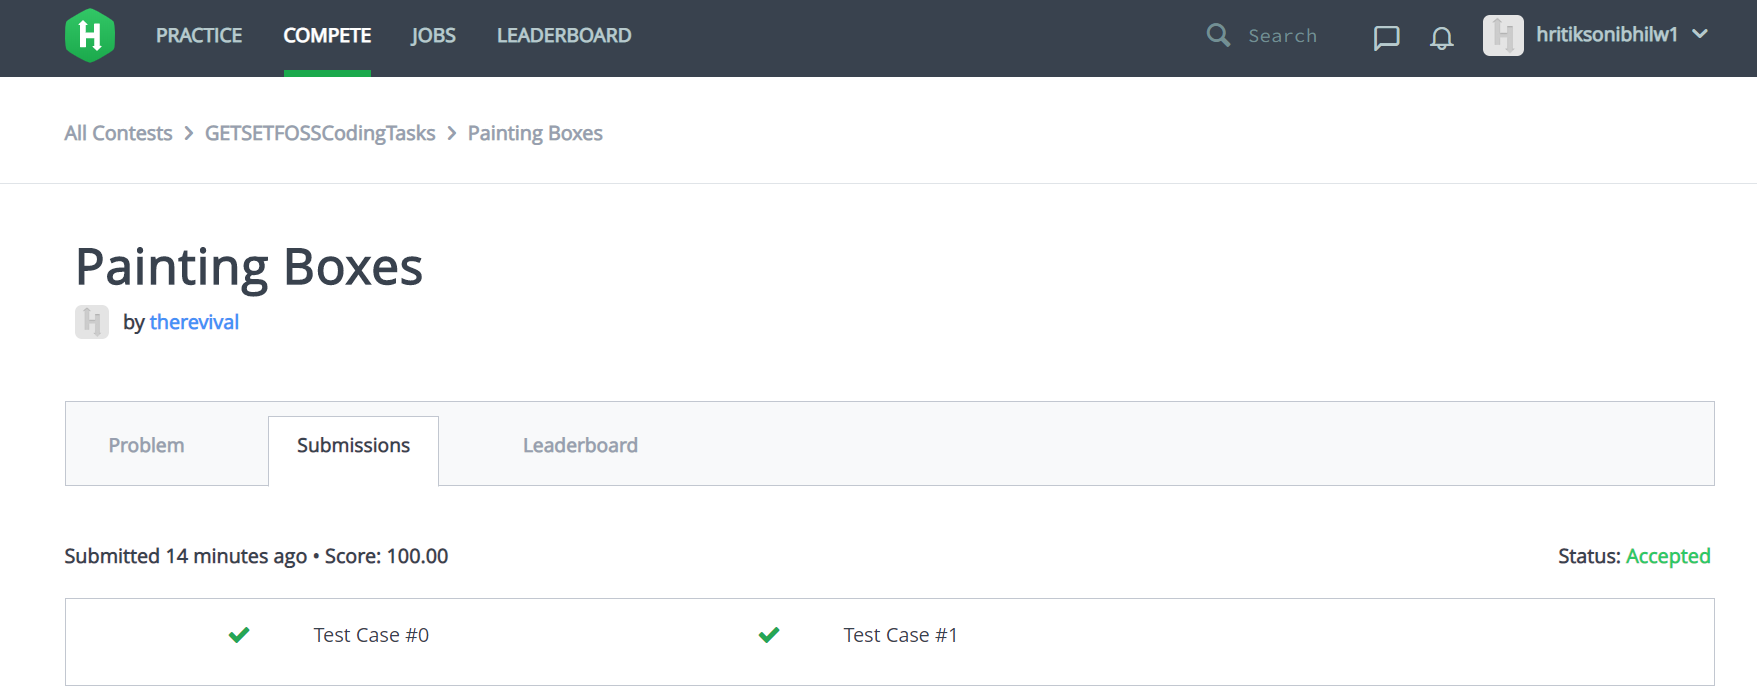 PRACTICE COMPETE JOBS LEADERBOARD Search hritiksonibhilw1
All Contests > GETSETFOSSCodingTasks > Painting Boxes
Painting Boxes
by therevival
Problem Submissions Leaderboard
Submitted 14 minutes ago • Score: 100.00 Status: Accepted
Test Case #0 Test Case #1